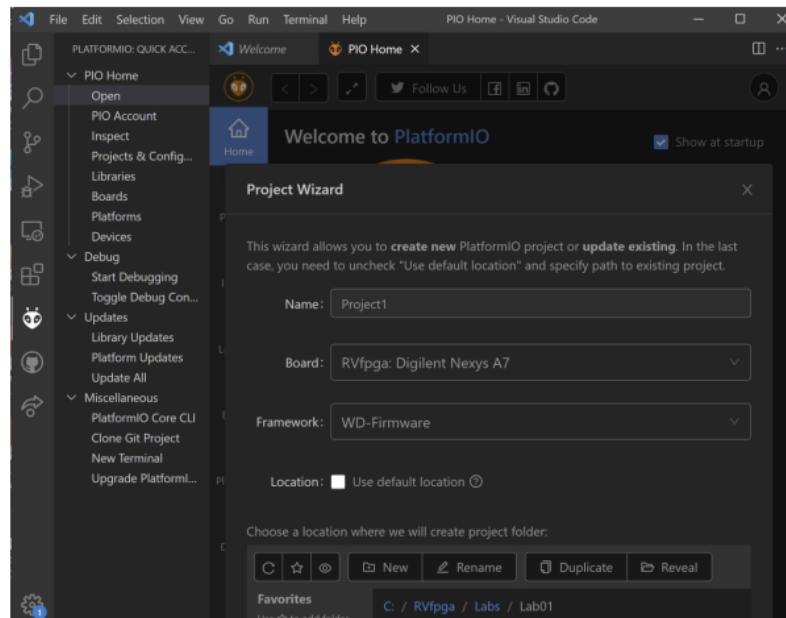 File Edit Selection View Go Run Terminal Help PIO Home - Visual Studio Code
PLATFORMIO: QUICK ACC...
Welcome
PIO Home
PIO Home
Open
PIO Account
Inspect
Projects & Config...
Libraries
Boards
Platforms
Devices
Debug
Start Debugging
Toggle Debug Con...
Updates
Library Updates
Platform Updates
Update All
Miscellaneous
PlatformIO Core CLI
Clone Git Project
New Terminal
Upgrade PlatformI...
1
Follow Us
Home
Welcome to PlatformIO
Show at startup
Project Wizard
This wizard allows you to create new PlatformIO project or update existing. In the last
case, you need to uncheck "Use default location" and specify path to existing project.
Name: Project1
Board: RVfpga: Digilent Nexys A7
Framework: WD-Firmware
Location: Use default location
Choose a location where we will create project folder:
New Rename Duplicate Reveal
Favorites
C: / RVfpga / Labs / Lab01